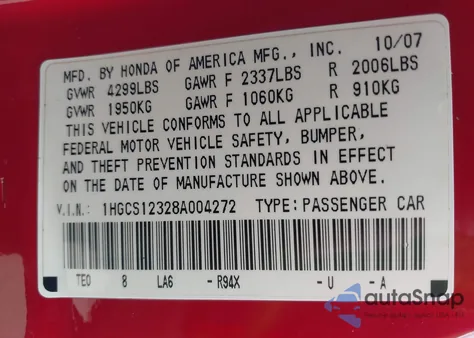 MFD. BY HONDA OF AMERICA MFG., INC. 10/07
GVWR 4299LBS GAWR F 2337LBS R 2006LBS
GVWR 1950KG GAWR F 1060KG R 910KG
THIS VEHICLE CONFORMS TO ALL APPLICABLE
FEDERAL MOTOR VEHICLE SAFETY, BUMPER,
AND THEFT PREVENTION STANDARDS IN EFFECT
ON THE DATE OF MANUFACTURE SHOWN ABOVE.
V.I.N.: 1HGCS12328A004272 TYPE:PASSENGER CAR
TE0 8 LA6 - R94X - U - A
autoSnap